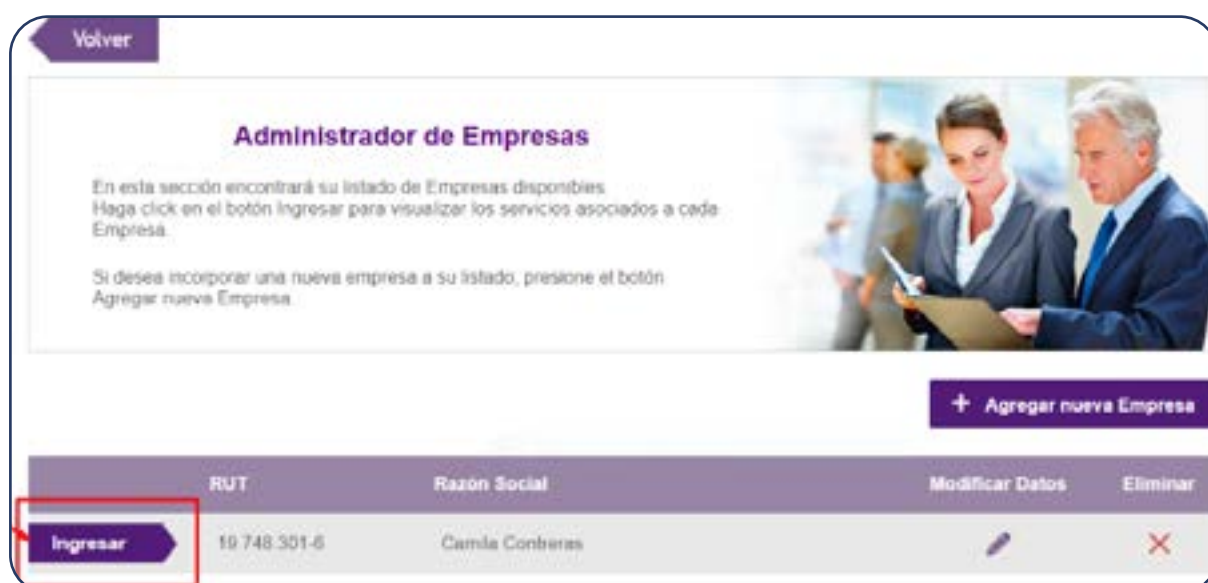 Volver
Administrador de Empresas
En esta sección encontrará su listado de Empresas disponibles.
Haga click en el botón Ingresar para visualizar los servicios asociados a cada
Empresa.
Si desea incorporar una nueva empresa a su listado, presione el botón
Agregar nueva Empresa.
+ Agregar nueva Empresa
RUT Razón Social Modificar Datos Eliminar
Ingresar 19.748.301-6 Camila Contreras